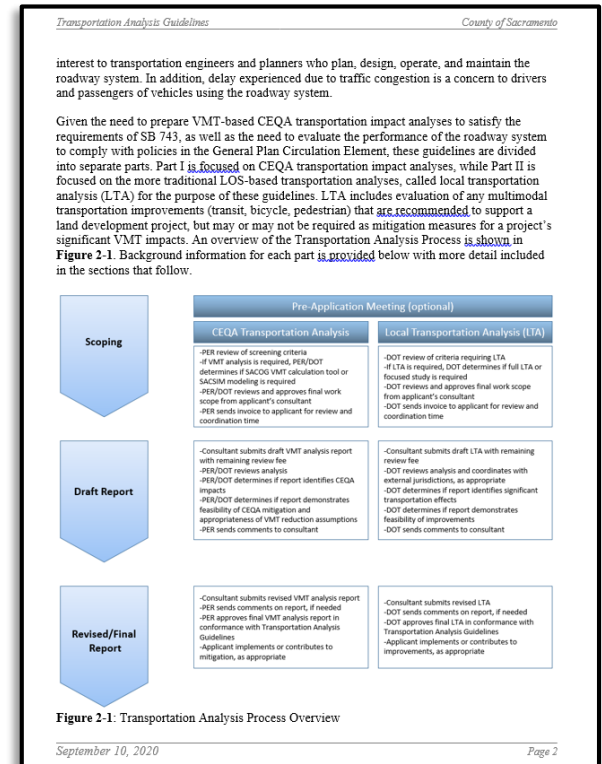 Transportation Analysis Guidelines
County of Sacramento
interest to transportation engineers and planners who plan, design, operate, and maintain the
roadway system. In addition, delay experienced due to traffic congestion is a concern to drivers
and passengers of vehicles using the roadway system.
Given the need to prepare VMT-based CEQA transportation impact analyses to satisfy the
requirements of SB 743, as well as the need to evaluate the performance of the roadway system
to comply with policies in the General Plan Circulation Element, these guidelines are divided
into separate parts. Part I is focused on CEQA transportation impact analyses, while Part II is
focused on the more traditional LOS-based transportation analyses, called local transportation
analysis (LTA) for the purpose of these guidelines. LTA includes evaluation of any multimodal
transportation improvements (transit, bicycle, pedestrian) that are recommended to support a
land development project, but may or may not be required as mitigation measures for a project's
significant VMT impacts. An overview of the Transportation Analysis Process is shown in
Figure 2-1. Background information for each part is provided below with more detail included
in the sections that follow.
Scoping
Pre-Application Meeting (optional)
CEQA Transportation Analysis
-PER review of screening criteria
-If VMT analysis is required, PER/DOT
determines if SACOG VMT calculation tool or
SACSIM modeling is required
-PER/DOT reviews and approves final work
scope from applicant's consultant
-PER sends invoice to applicant for review and
coordination time
Local Transportation Analysis (LTA)
-DOT review of criteria requiring LTA
-If LTA is required, DOT determines if full LTA or
focused study is required
-DOT reviews and approves final work scope
from applicant's consultant
-DOT sends invoice to applicant for review and
coordination time
Draft Report
-Consultant submits draft VMT analysis report
with remaining review fee
-PER/DOT reviews analysis
-PER/DOT determines if report identifies CEQA
impacts
-PER/DOT determines if report demonstrates
feasibility of CEQA mitigation and
appropriateness of VMT reduction assumptions
-PER sends comments to consultant
-Consultant submits draft LTA with remaining
review fee
-DOT reviews analysis and coordinates with
external jurisdictions, as appropriate
-DOT determines if report identifies significant
transportation effects
-DOT determines if report demonstrates
feasibility of improvements
-DOT sends comments to consultant
Revised/Final
Report
-Consultant submits revised VMT analysis report
-PER sends comments on report, if needed
-PER approves final VMT analysis report in
conformance with Transportation Analysis
Guidelines
-Applicant implements or contributes to
mitigation, as appropriate
-Consultant submits revised LTA
-DOT sends comments on report, if needed
-DOT approves final LTA in conformance with
Transportation Analysis Guidelines
-Applicant implements or contributes to
improvements, as appropriate
Figure 2-1: Transportation Analysis Process Overview
September 10, 2020
Page 2